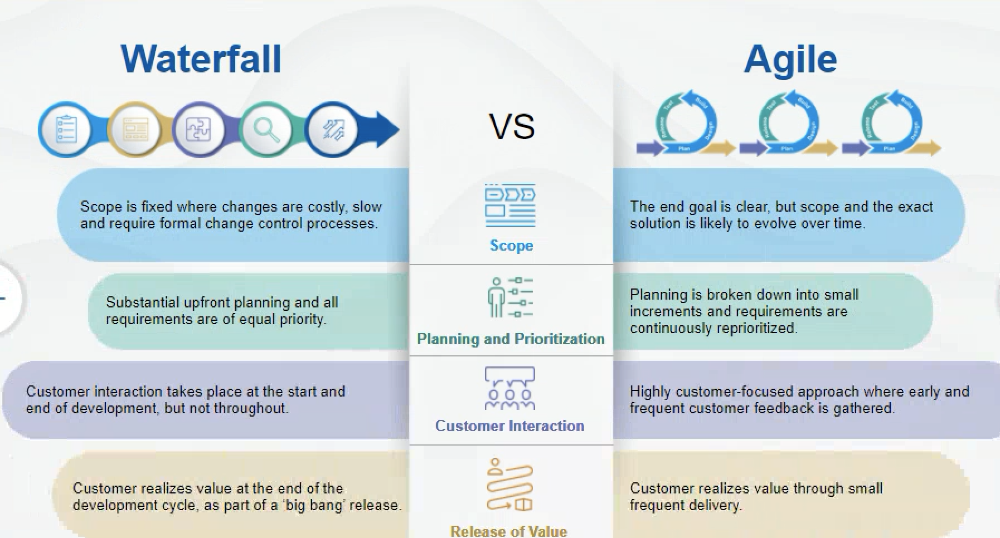 Waterfall
VS
Agile
Test
Build
Release
Design
Plan
Test
Build
Release
Design
Plan
Test
Build
Release
Design
Plan
Scope is fixed where changes are costly, slow
and require formal change control processes.
Scope
The end goal is clear, but scope and the exact
solution is likely to evolve over time.
Substantial upfront planning and all
requirements are of equal priority.
Planning and Prioritization
Planning is broken down into small
increments and requirements are
continuously reprioritized.
Customer interaction takes place at the start and
end of development, but not throughout.
Customer Interaction
Highly customer-focused approach where early and
frequent customer feedback is gathered.
Customer realizes value at the end of the
development cycle, as part of a ‘big bang’ release.
Release of Value
Customer realizes value through small
frequent delivery.